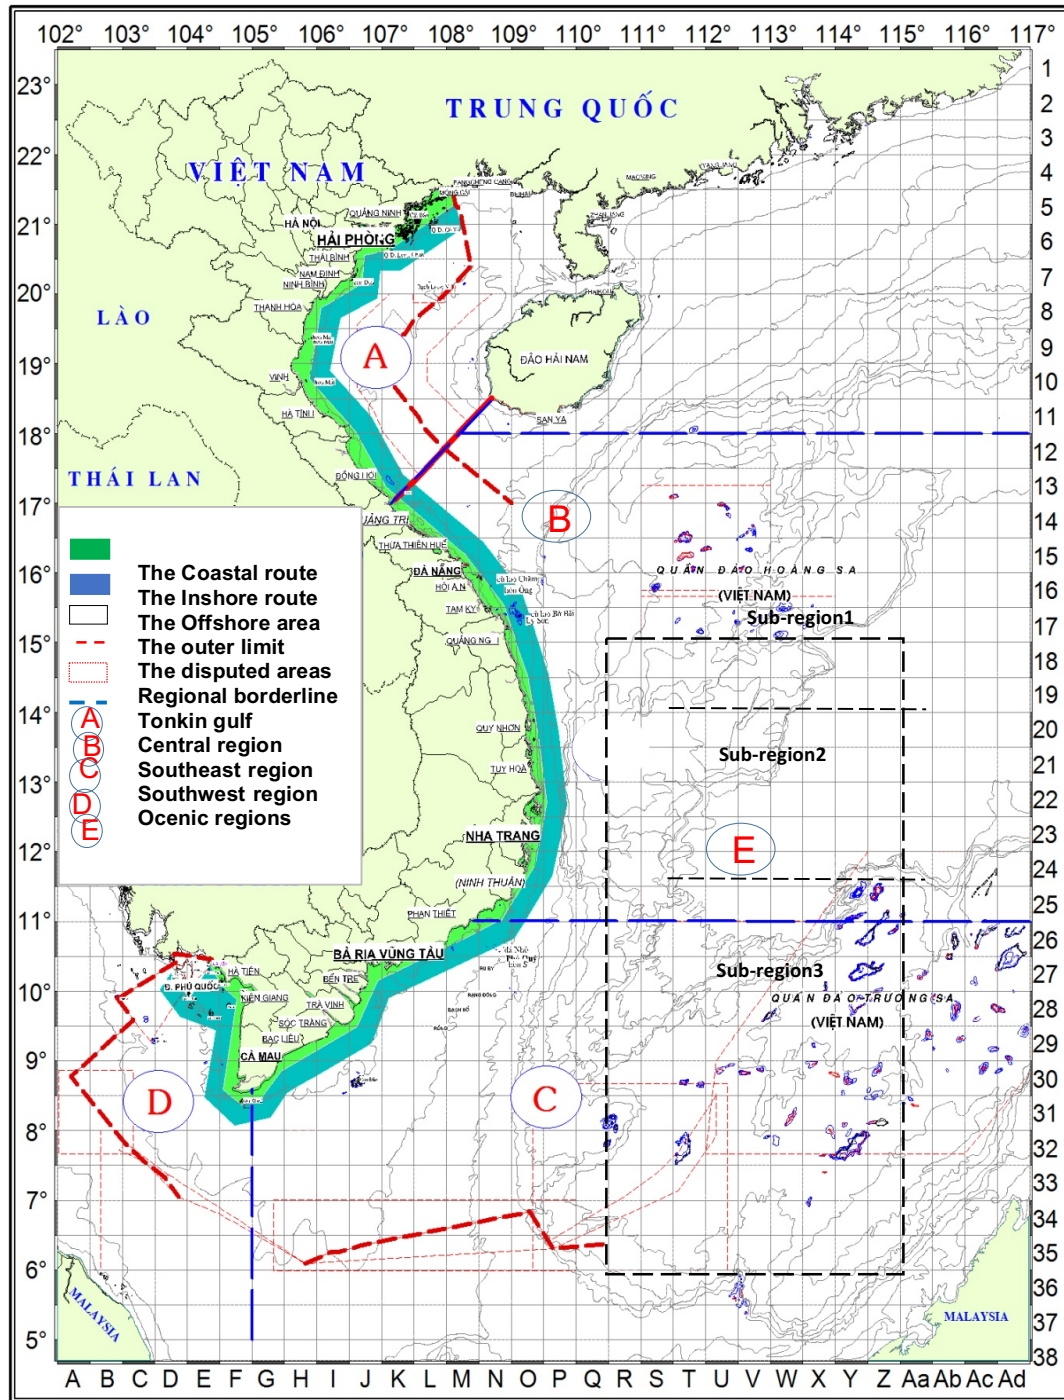 102° 103° 104° 105° 106° 107° 108° 109° 110° 111° 112° 113° 114° 115° 116° 117°
23°
22°
21°
20°
19°
18°
17°
16°
15°
14°
13°
12°
11°
10°
9°
8°
7°
6°
5°
1
2
3
4
5
6
7
8
9
10
11
12
13
14
15
16
17
18
19
20
21
22
23
24
25
26
27
28
29
30
31
32
33
34
35
36
37
38
TRUNG QUỐC
VIỆT NAM
QUẢNG NINH
HÀ NỘI
HẢI PHÒNG
THÁI BÌNH
NAM ĐỊNH
NINH BÌNH
THANH HÓA
LÀO
A
ĐẢO HẢI NAM
VINH
SAN YA
THÁI LAN
B
THỪA THIÊN HUẾ
ĐÀ NẴNG
HỘI AN
TAM KỲ
QUẦN ĐẢO HOÀNG SA
(VIỆT NAM)
Sub-region1
The Coastal route
The Inshore route
The Offshore area
The outer limit
The disputed areas
Regional borderline
A Tonkin gulf
B Central region
C Southeast region
D Southwest region
E Ocenic regions
QUY NHƠN
Sub-region2
TUY HOÀ
NHA TRANG
E
(NINH THUẬN)
PHAN THIẾT
BÀ RỊA VŨNG TÀU
Sub-region3
HÀ TIÊN
Đ. PHÚ QUỐC
BẾN TRE
KIÊN GIANG
TRÀ VINH
QUẦN ĐẢO TRƯỜNG SA
(VIỆT NAM)
SÓC TRĂNG
BẠC LIÊU
CÀ MAU
D
C
MALAYSIA
MALAYSIA
A B C D E F G H I J K L M N O P Q R S T U V W X Y Z Aa Ab Ac Ad